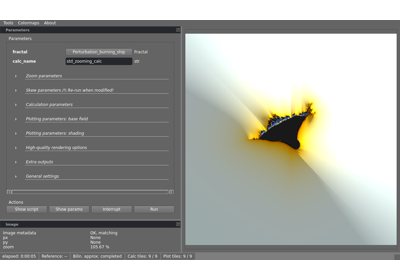 Tools Colormaps About
Parameters
Parameters
fractal Perturbation_burning_ship fractal
calc_name std_zooming_calc str
Zoom parameters
Skew parameters (!\ Re-run when modified)
Calculation parameters
Plotting parameters: base field
Plotting parameters: shading
High-quality rendering options
Extra outputs
General settings
Actions
Show script Show params Interrupt Run
Image
Image metadata OK, matching
px None
py None
zoom 105.67 %
elapsed: 0:00:05 Reference: -- Bilin. approx: completed Calc tiles: 9 / 9 Plot tiles: 9 / 9